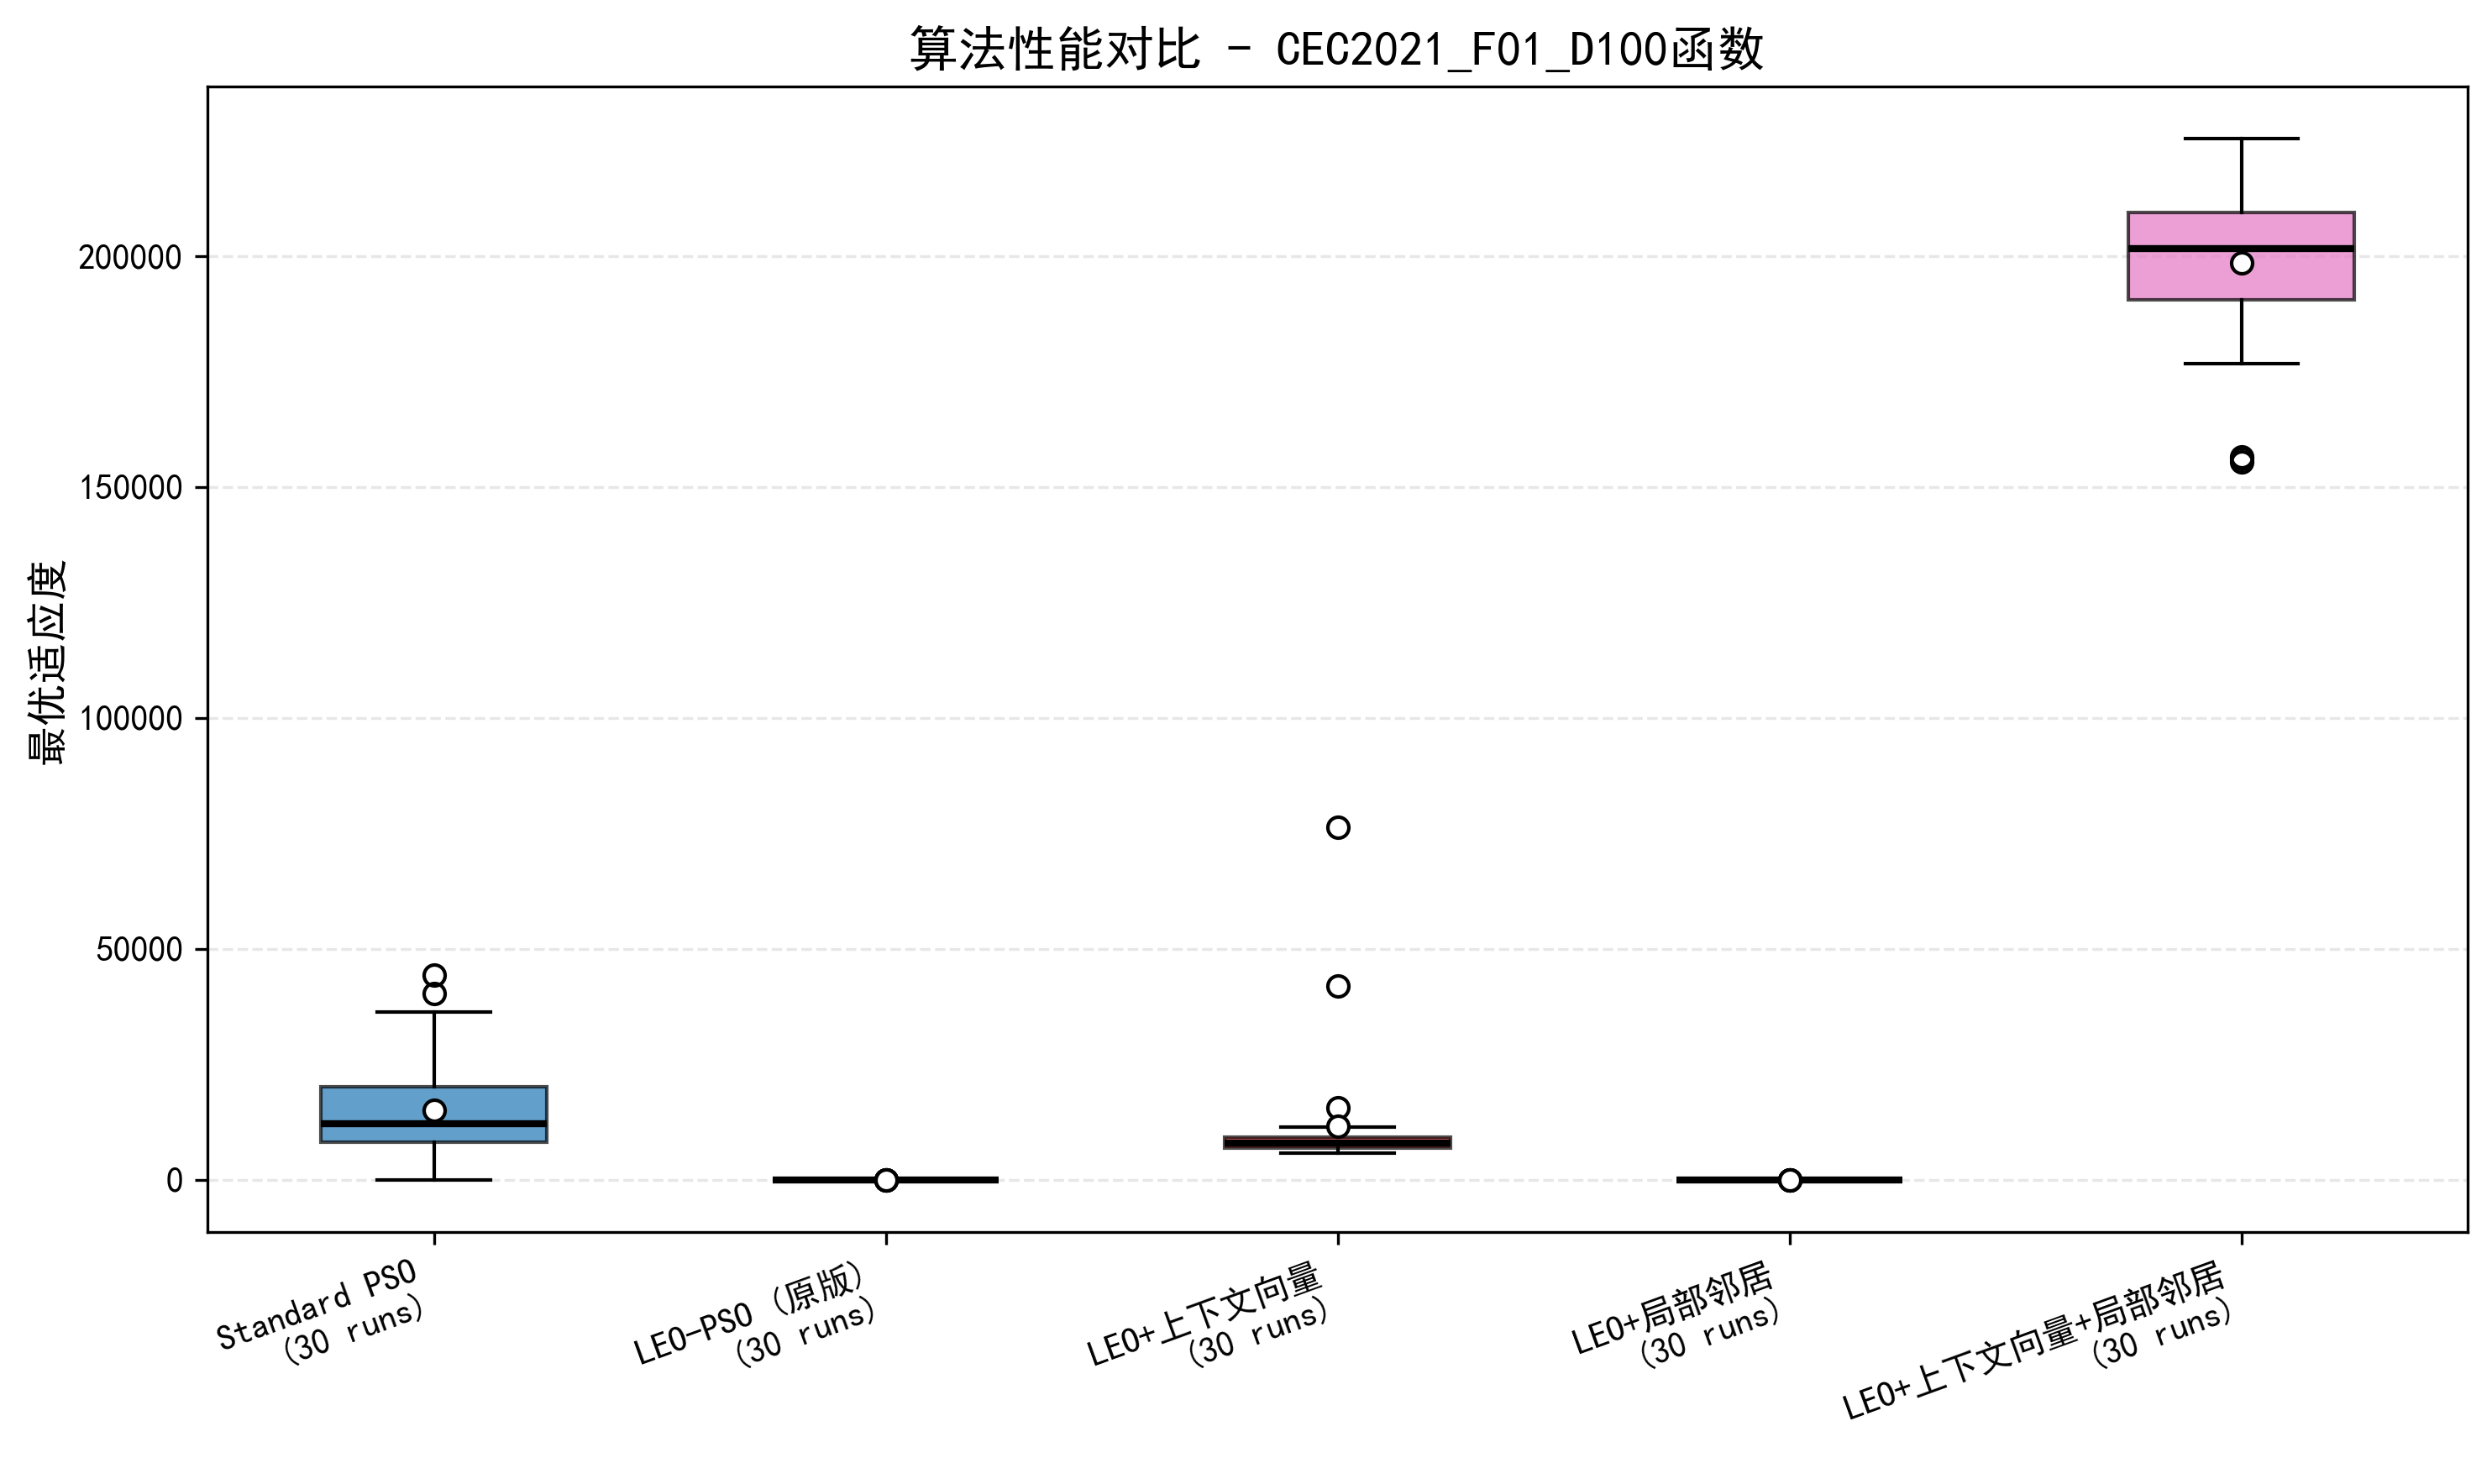 算法性能对比 - CEC2021_F01_D100函数
最优适应度
200000
150000
100000
50000
0
Standard PSO
(30 runs)
LEO-PSO (原版)
(30 runs)
LEO+上下文向量
(30 runs)
LEO+局部邻居
(30 runs)
LEO+上下文向量+局部邻居
(30 runs)